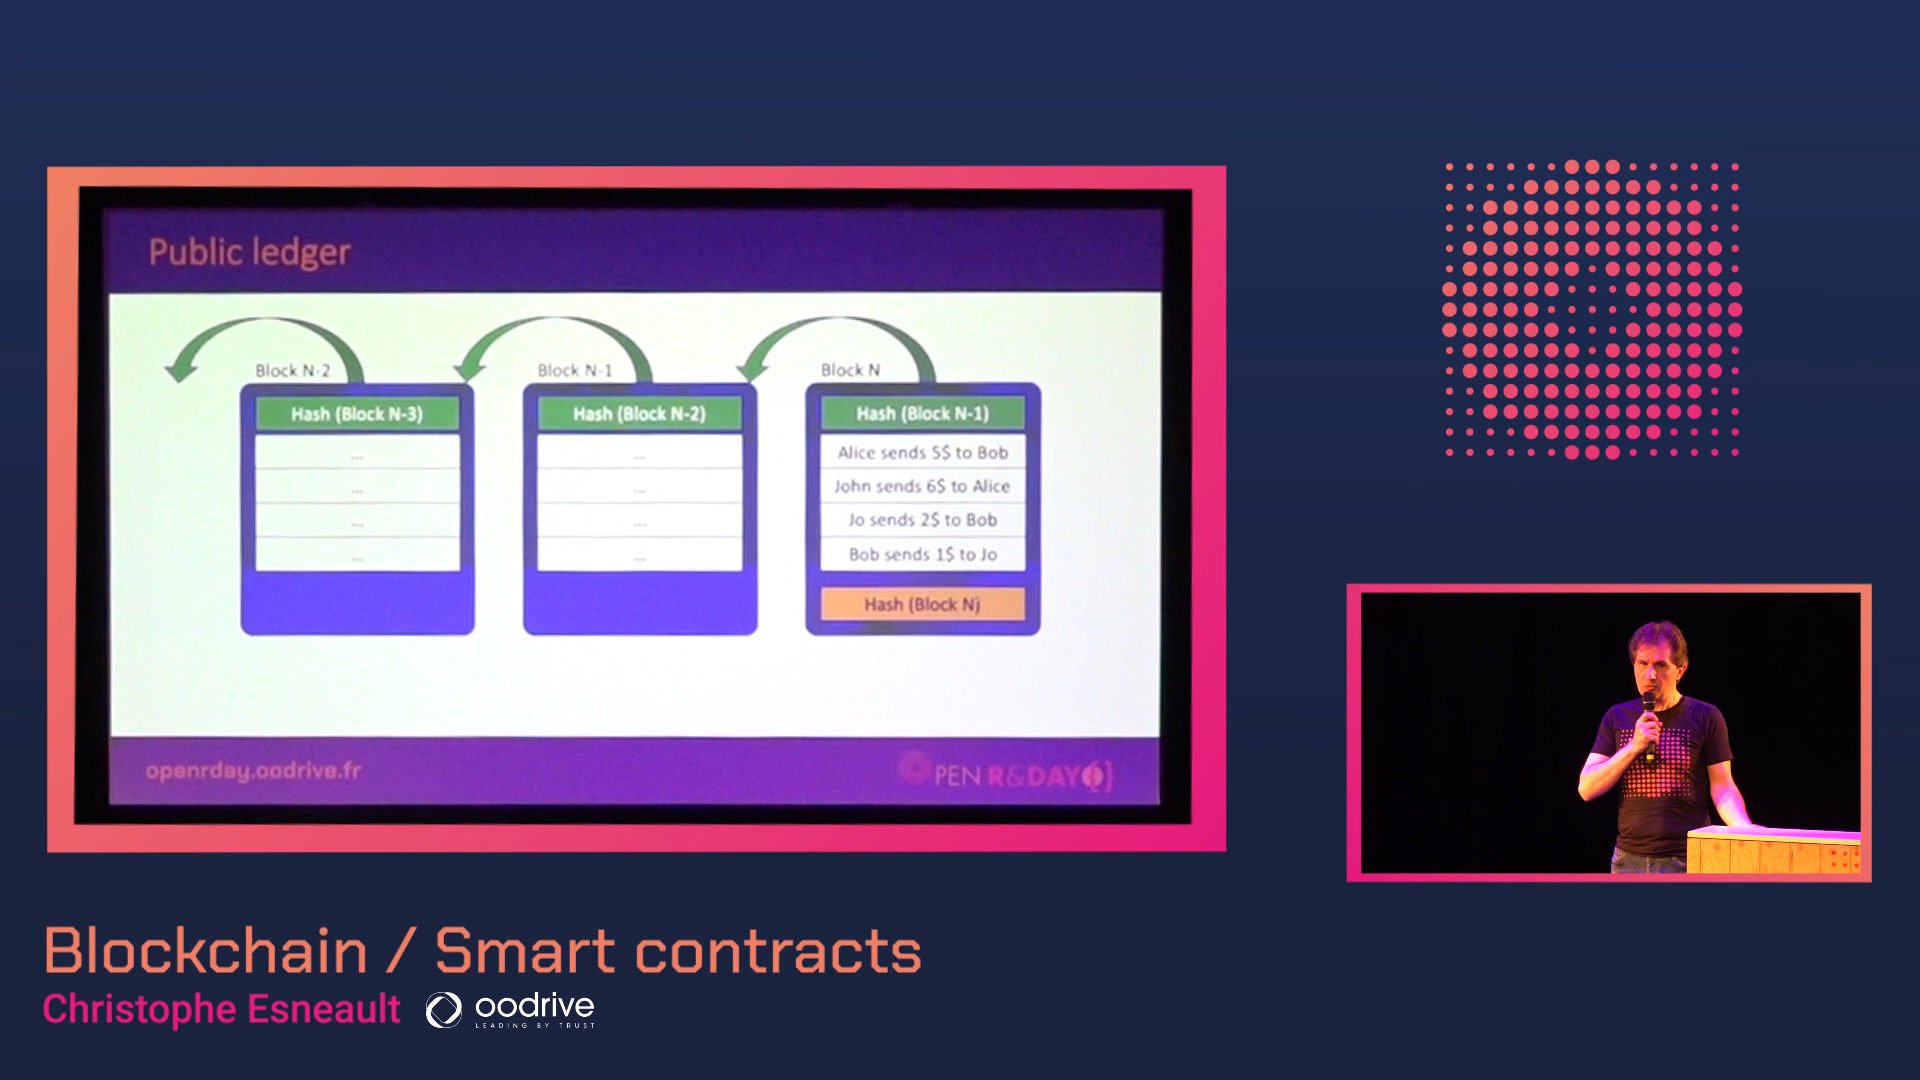 Public ledger
Block N-2
Block N-1
Block N
Hash (Block N-3)
Hash (Block N-2)
Hash (Block N-1)
...
...
Alice sends 5$ to Bob
...
...
John sends 6$ to Alice
...
...
Jo sends 2$ to Bob
...
...
Bob sends 1$ to Jo
Hash (Block N)
openrday.oodrive.fr
OPEN R&DAY{}
Blockchain / Smart contracts
Christophe Esneault
oodrive
LEADING BY TRUST